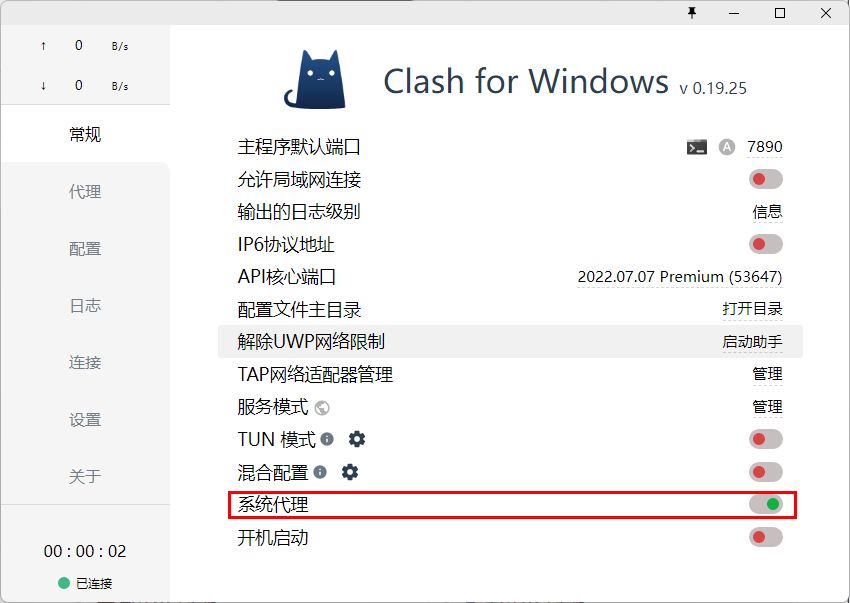 ↑ 0 B/s
↓ 0 B/s
常规
代理
配置
日志
连接
设置
关于
00 : 00 : 02
已连接
Clash for Windows v 0.19.25
主程序默认端口 A 7890
允许局域网连接
输出的日志级别 信息
IP6协议地址
API核心端口 2022.07.07 Premium (53647)
配置文件主目录 打开目录
解除UWP网络限制 启动助手
TAP网络适配器管理 管理
服务模式 管理
TUN 模式
混合配置
系统代理
开机启动